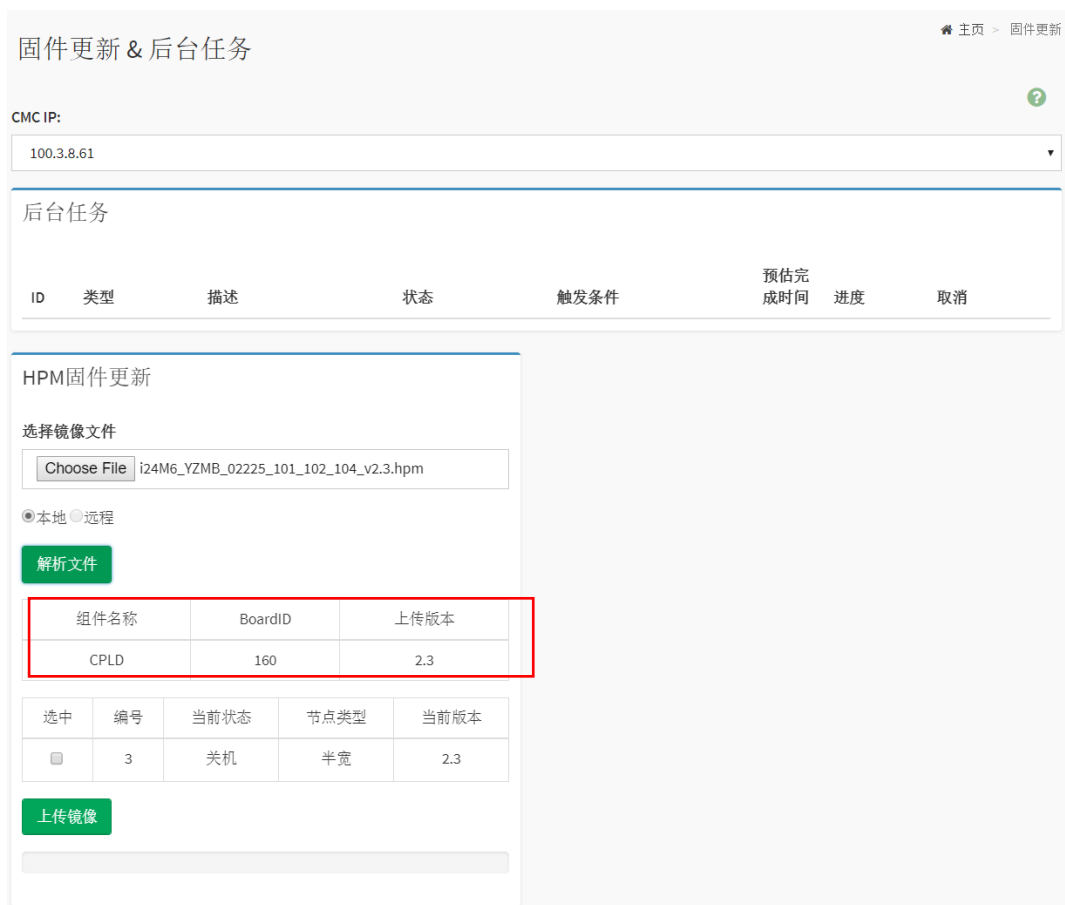 主页 > 固件更新
固件更新 & 后台任务
CMC IP:
100.3.8.61
后台任务
ID 类型 描述 状态 触发条件 预估完
成时间 进度 取消
HPM固件更新
选择镜像文件
Choose File i24M6_YZMB_02225_101_102_104_v2.3.hpm
本地 远程
解析文件
组件名称 BoardID 上传版本
CPLD 160 2.3
选中 编号 当前状态 节点类型 当前版本
3 关机 半宽 2.3
上传镜像